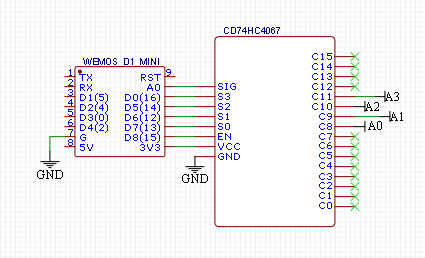 CD74HC4067
WEMOS D1 MINI
1 TX RST 9
2 RX A0 SIG
3 D1(5) D0(16) S3
4 D2(4) D5(14) S2
5 D3(0) D6(12) S1
6 D4(2) D7(13) S0
7 G D8(15) EN
8 5V 3V3 VCC
GND
GND
GND
C15
C14
C13
C12
C11 A3
C10 A2
C9 A1
C8 A0
C7
C6
C5
C4
C3
C2
C1
C0